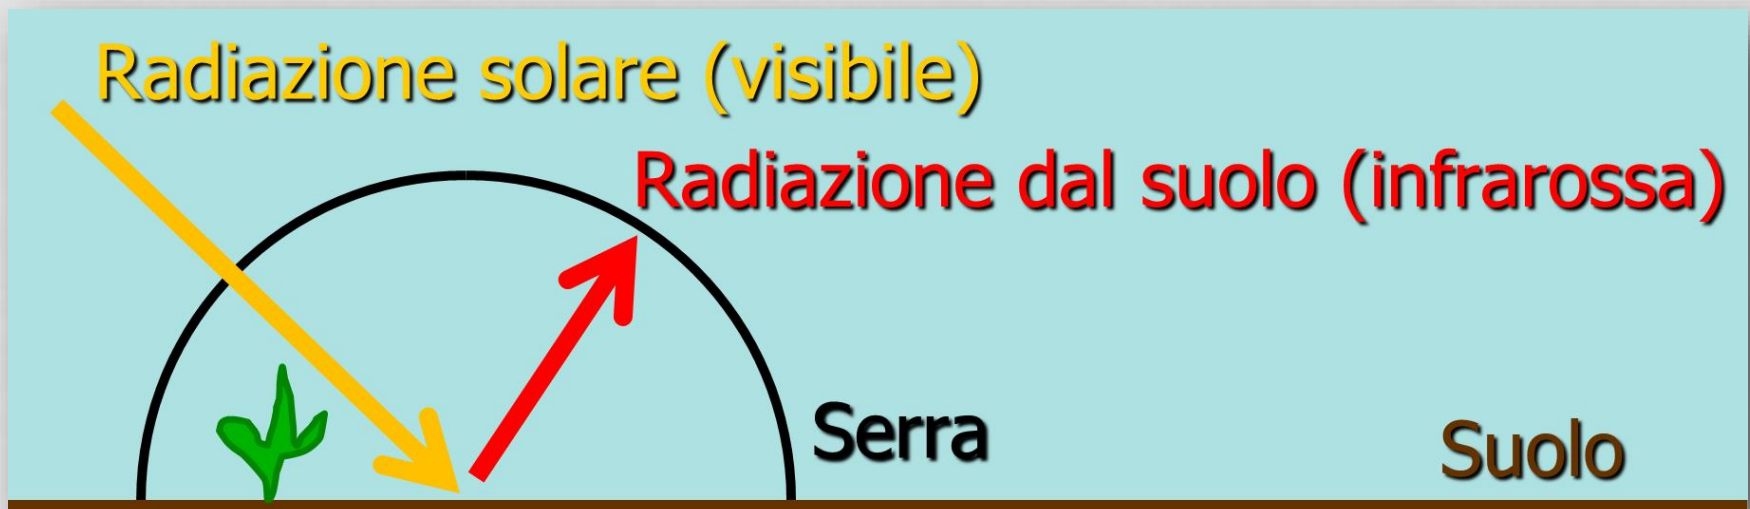 Radiazione solare (visibile)
Radiazione dal suolo (infrarossa)
Serra
Suolo